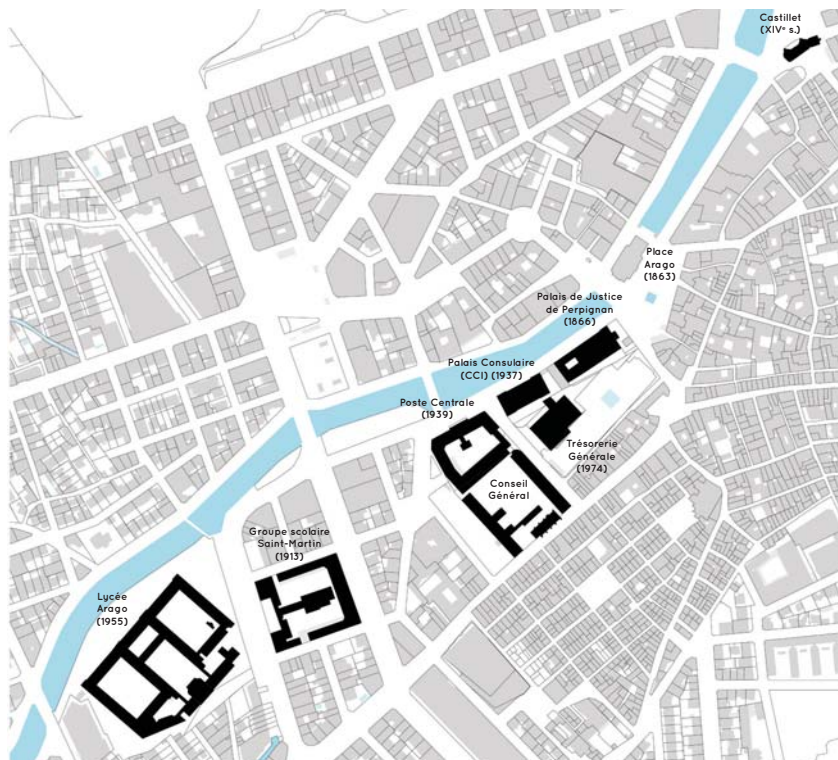 Castillet
(XIVᵉ s.)
Place
Arago
(1863)
Palais de Justice
de Perpignan
(1866)
Palais Consulaire
(CCI) (1937)
Poste Centrale
(1939)
Trésorerie
Générale
(1974)
Conseil
Général
Groupe scolaire
Saint-Martin
(1913)
Lycée
Arago
(1955)